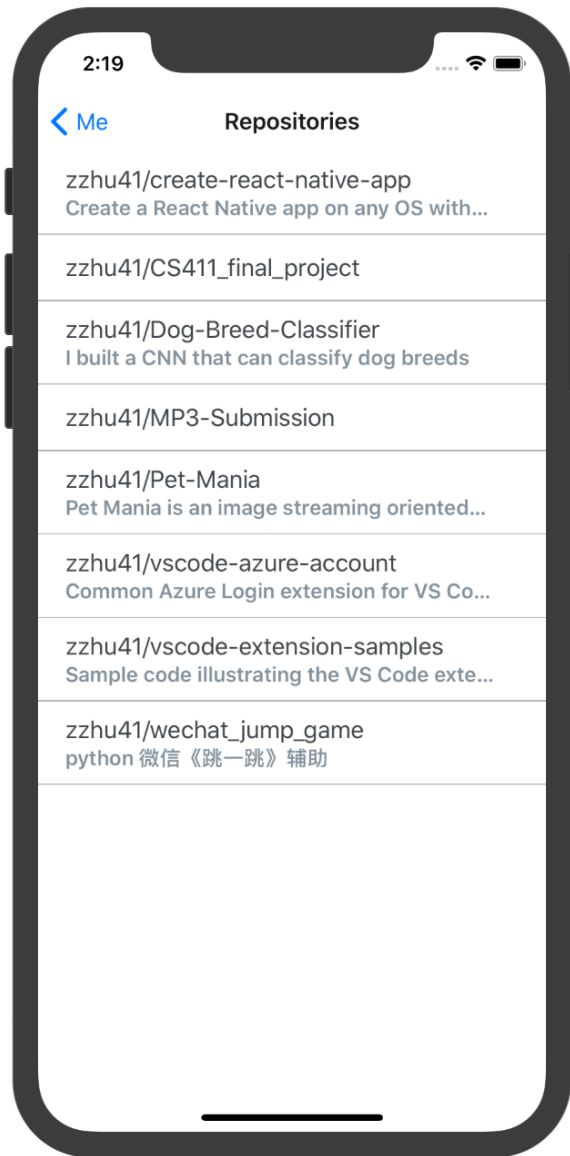 2:19
Me
Repositories
zzhu41/create-react-native-app
Create a React Native app on any OS with...
zzhu41/CS411_final_project
zzhu41/Dog-Breed-Classifier
I built a CNN that can classify dog breeds
zzhu41/MP3-Submission
zzhu41/Pet-Mania
Pet Mania is an image streaming oriented...
zzhu41/vscode-azure-account
Common Azure Login extension for VS Co...
zzhu41/vscode-extension-samples
Sample code illustrating the VS Code exte...
zzhu41/wechat_jump_game
python 微信《跳一跳》辅助